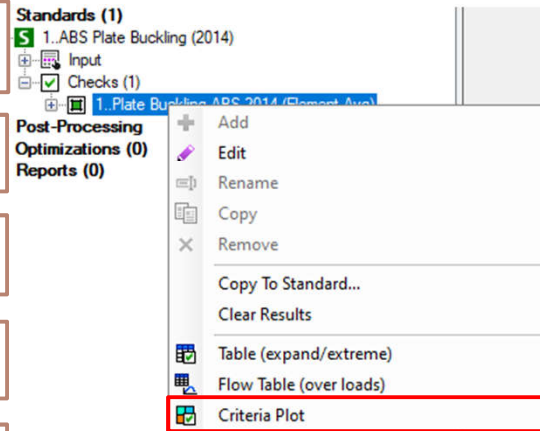 Standards (1)
S 1..ABS Plate Buckling (2014)
Input
Checks (1)
1..Plate Buckling ABS 2014 (Element Avg)
Post-Processing
Optimizations (0)
Reports (0)
Add
Edit
Rename
Copy
Remove
Copy To Standard...
Clear Results
Table (expand/extreme)
Flow Table (over loads)
Criteria Plot